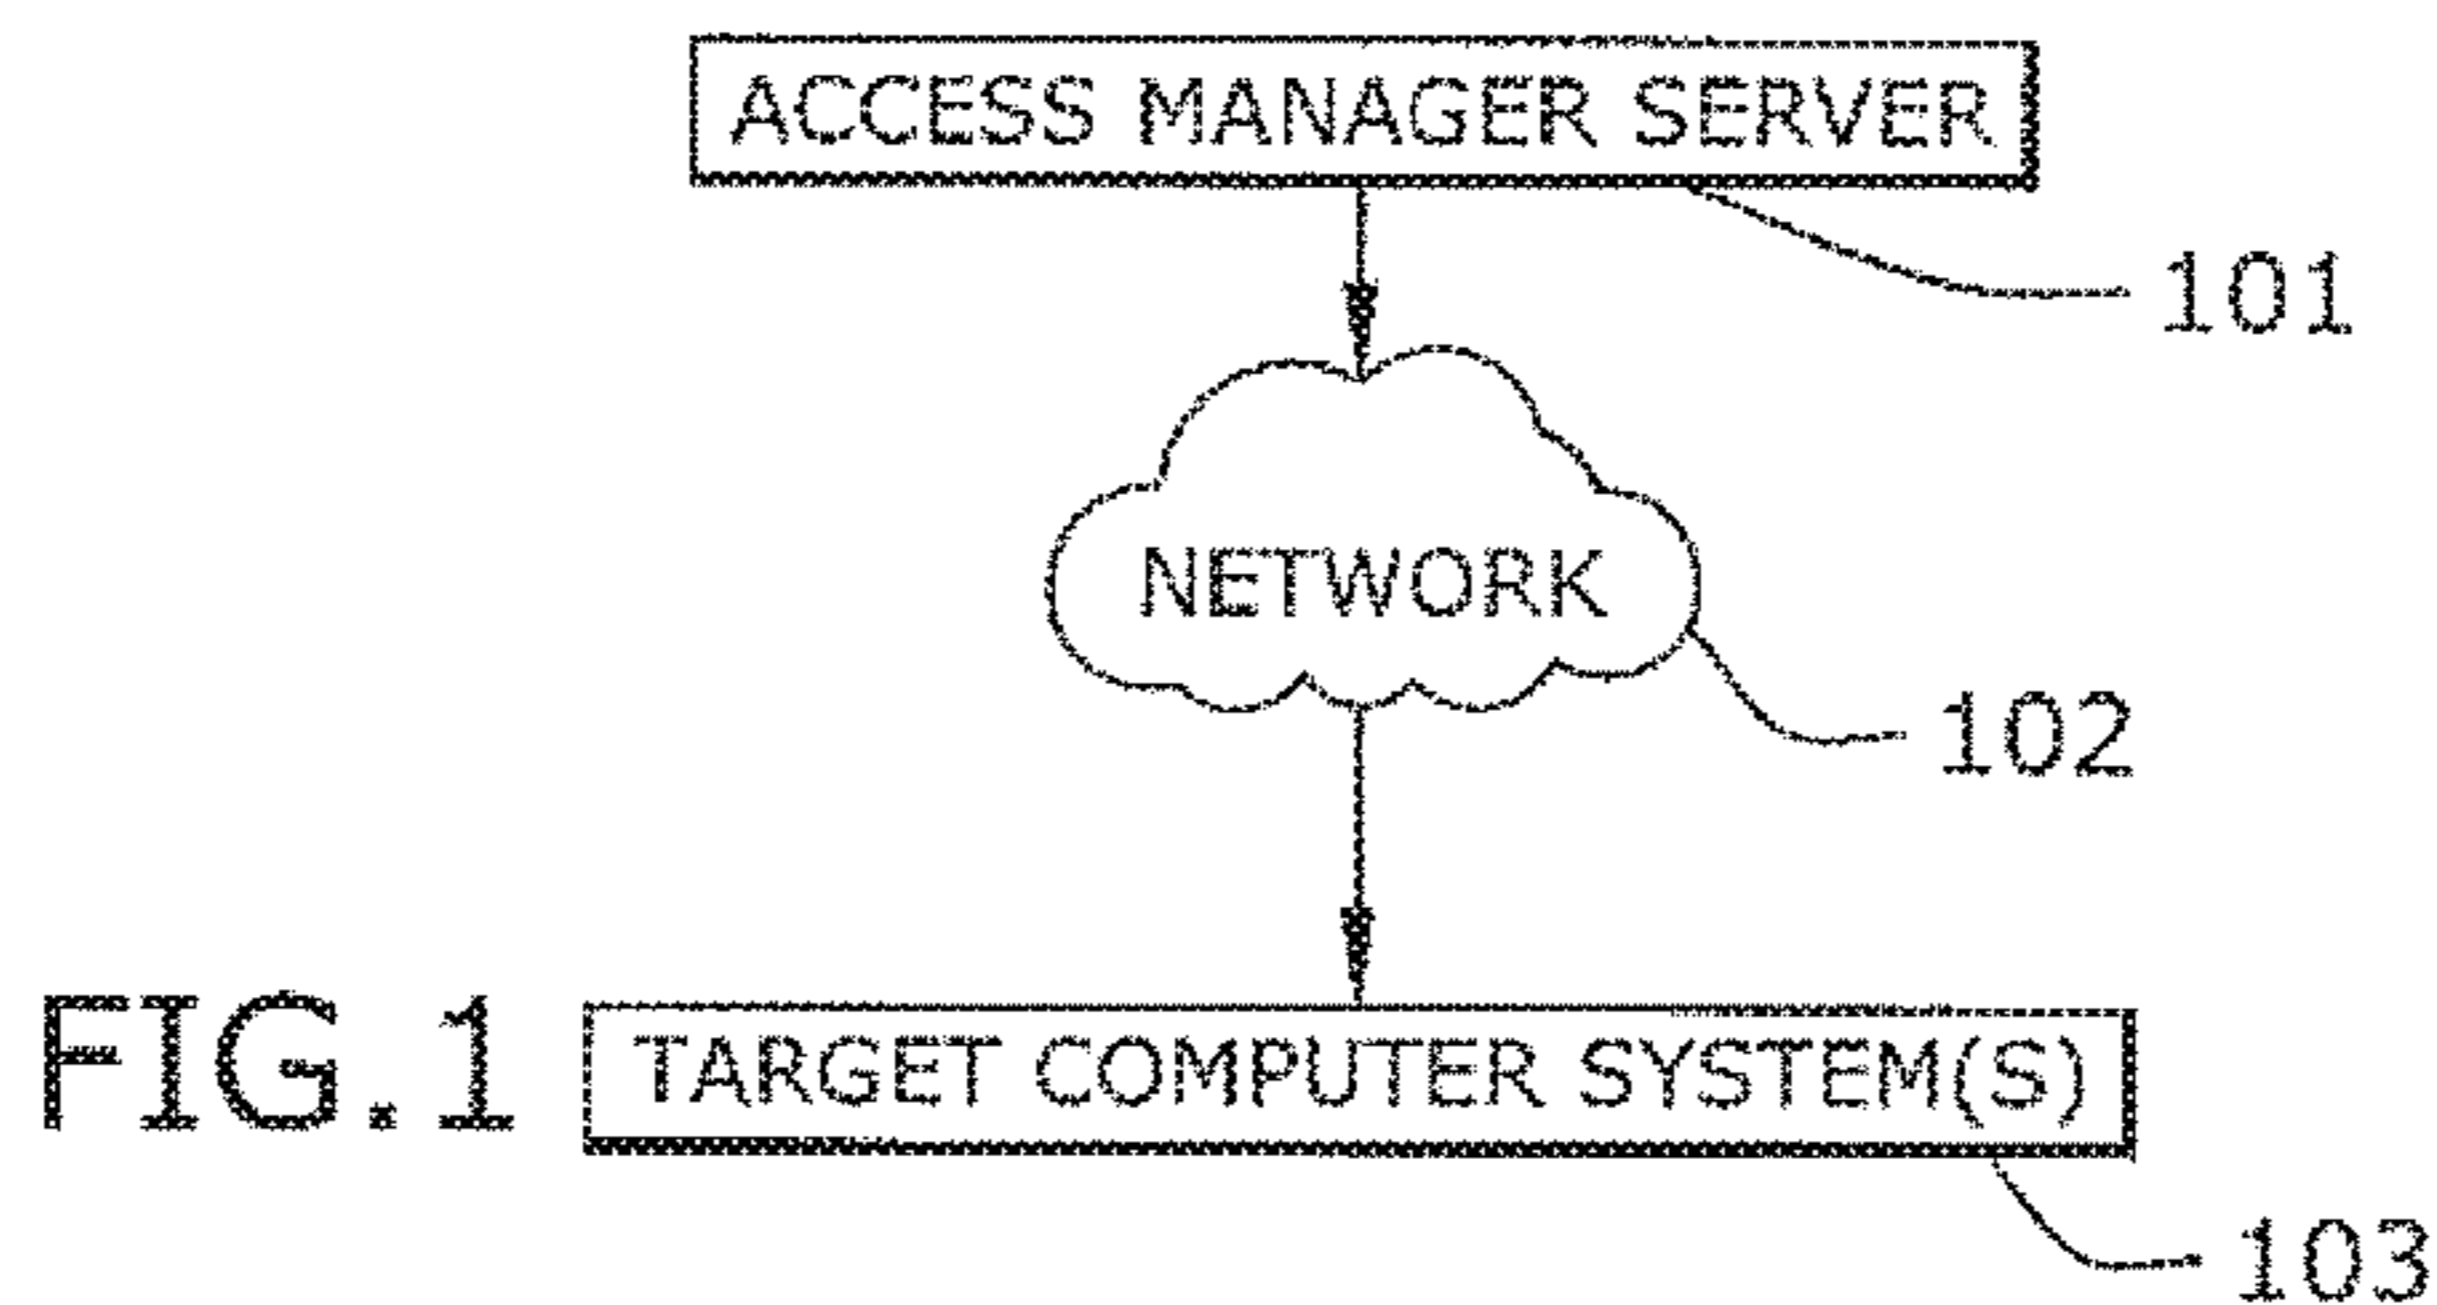 ACCESS MANAGER SERVER
101
NETWORK
102
FIG.1
TARGET COMPUTER SYSTEM(S)
103